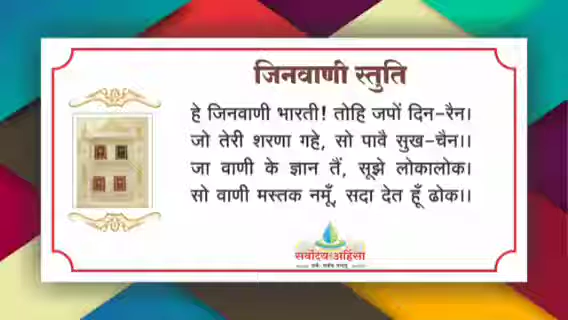 जिनवाणी स्तुति
हे जिनवाणी भारती! तोहि जपों दिन-रैन।
जो तेरी शरणा गहे, सो पावै सुख-चैन।।
जा वाणी के ज्ञान तैं, सूझे लोकालोक।
सो वाणी मस्तक नमूँ, सदा देत हूँ ढोक।।
सर्वोदय अहिंसा